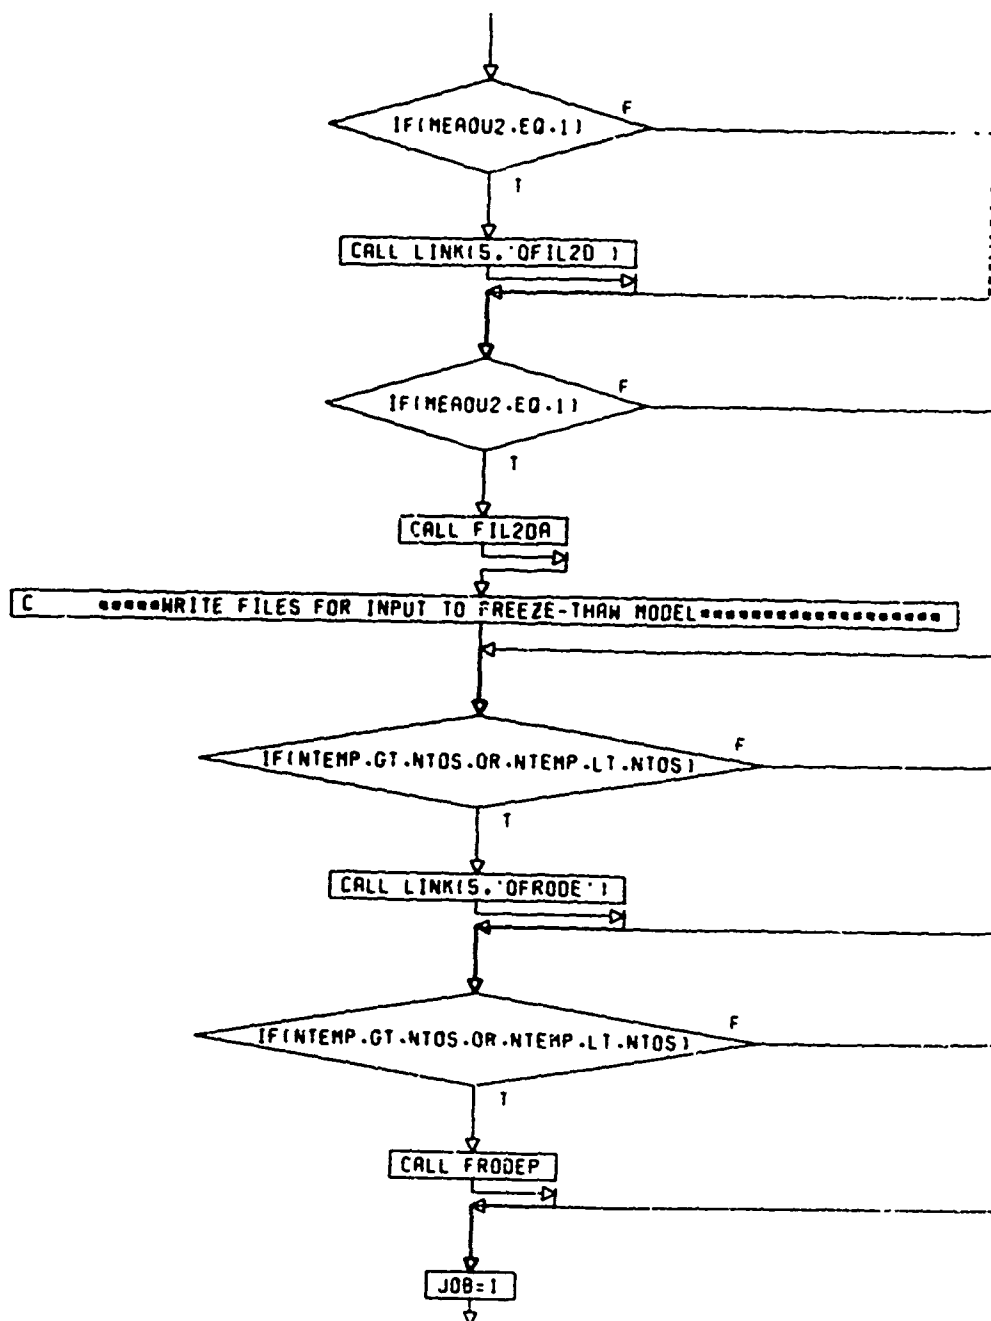 F
IF(MEAOU2.EQ.1)
T
CALL LINK(5,'OFIL2D )
F
IF(MEAOU2.EQ.1)
T
CALL FIL2DA
C *****WRITE FILES FOR INPUT TO FREEZE-THAW MODEL*******************
F
IF(NTEMP.GT.NTOS.OR.NTEMP.LT.NTOS)
T
CALL LINK(5,'OFRODE')
F
IF(NTEMP.GT.NTOS.OR.NTEMP.LT.NTOS)
T
CALL FRODEP
JOB=1